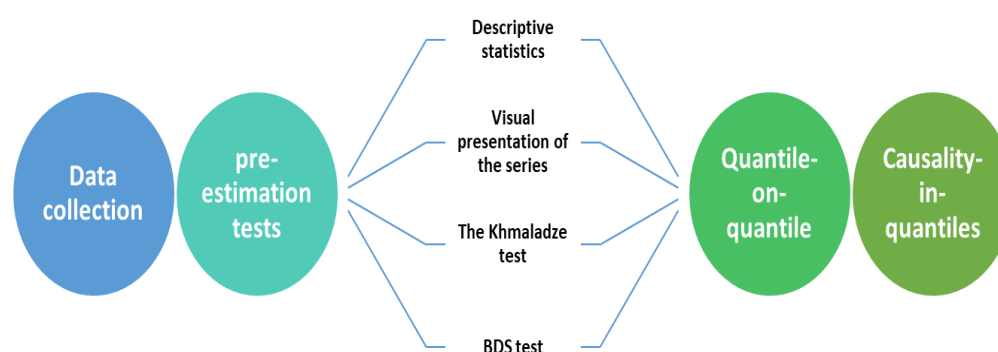 Data
collection
pre-
estimation
tests
Descriptive
statistics
Visual
presentation of
the series
The Khmaladze
test
BDS test
Quantile-
on-
quantile
Causality-
in-
quantiles